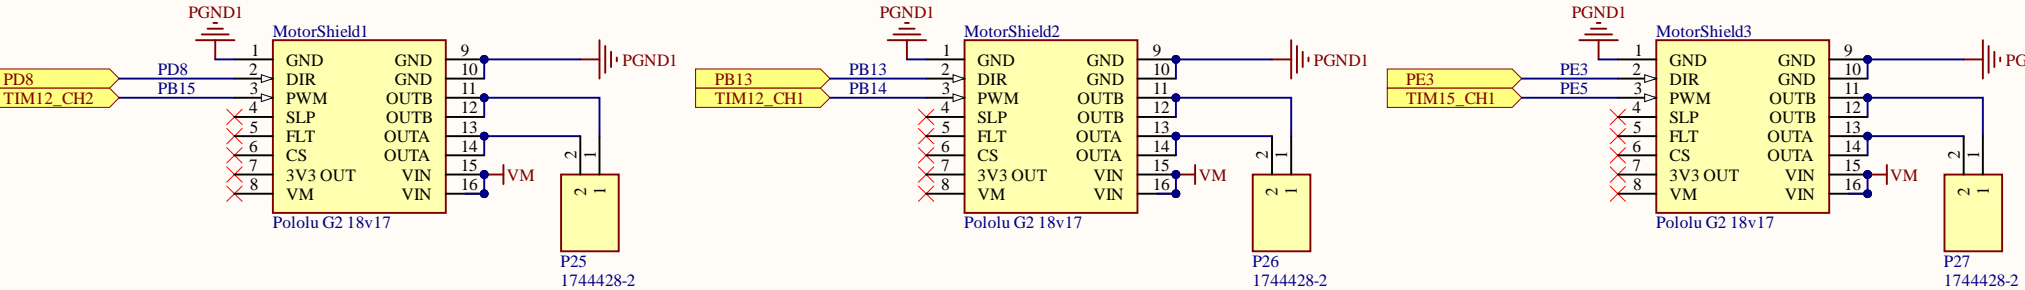 PGND1
MotorShield1
PD8
PD8
TIM12_CH2
PB15
1
2
3
4
5
6
7
8
GND
DIR
PWM
SLP
FLT
CS
3V3 OUT
VM
GND
GND
OUTB
OUTB
OUTA
OUTA
VIN
VIN
9
10
11
12
13
14
15
16
PGND1
VM
Pololu G2 18v17
2
1
2
1
P25
1744428-2
PGND1
MotorShield2
PB13
PB13
TIM12_CH1
PB14
1
2
3
4
5
6
7
8
GND
DIR
PWM
SLP
FLT
CS
3V3 OUT
VM
GND
GND
OUTB
OUTB
OUTA
OUTA
VIN
VIN
9
10
11
12
13
14
15
16
PGND1
VM
Pololu G2 18v17
2
1
2
1
P26
1744428-2
PGND1
MotorShield3
PE3
PE3
TIM15_CH1
PE5
1
2
3
4
5
6
7
8
GND
DIR
PWM
SLP
FLT
CS
3V3 OUT
VM
GND
GND
OUTB
OUTB
OUTA
OUTA
VIN
VIN
9
10
11
12
13
14
15
16
PG
VM
Pololu G2 18v17
2
1
2
1
P27
1744428-2